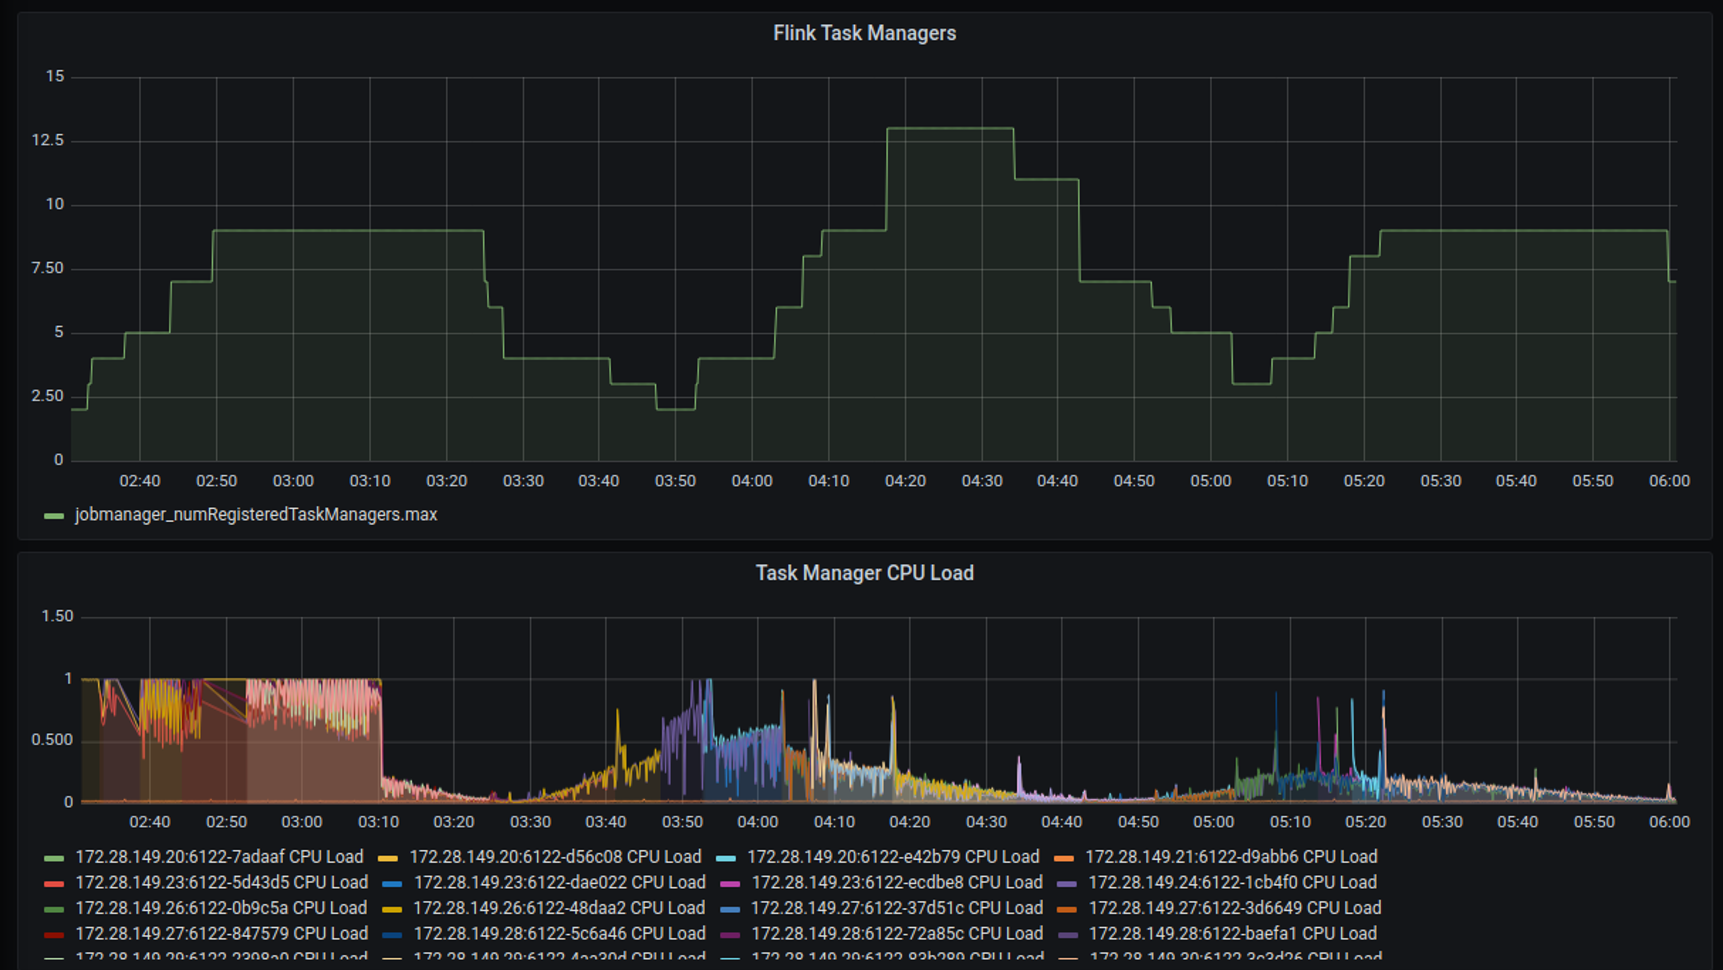 Flink Task Managers
15
12.5
10
7.50
5
2.50
0
02:40 02:50 03:00 03:10 03:20 03:30 03:40 03:50 04:00 04:10 04:20 04:30 04:40 04:50 05:00 05:10 05:20 05:30 05:40 05:50 06:00
jobmanager_numRegisteredTaskManagers.max
Task Manager CPU Load
1.50
1
0.500
0
02:40 02:50 03:00 03:10 03:20 03:30 03:40 03:50 04:00 04:10 04:20 04:30 04:40 04:50 05:00 05:10 05:20 05:30 05:40 05:50 06:00
172.28.149.20:6122-7adaaf CPU Load 172.28.149.20:6122-d56c08 CPU Load 172.28.149.20:6122-e42b79 CPU Load 172.28.149.21:6122-d9abb6 CPU Load
172.28.149.23:6122-5d43d5 CPU Load 172.28.149.23:6122-dae022 CPU Load 172.28.149.23:6122-ecdbe8 CPU Load 172.28.149.24:6122-1cb4f0 CPU Load
172.28.149.26:6122-0b9c5a CPU Load 172.28.149.26:6122-48daa2 CPU Load 172.28.149.27:6122-37d51c CPU Load 172.28.149.27:6122-3d6649 CPU Load
172.28.149.27:6122-847579 CPU Load 172.28.149.28:6122-5c6a46 CPU Load 172.28.149.28:6122-72a85c CPU Load 172.28.149.28:6122-baefa1 CPU Load
CPU Load CPU Load CPU Load CPU Load